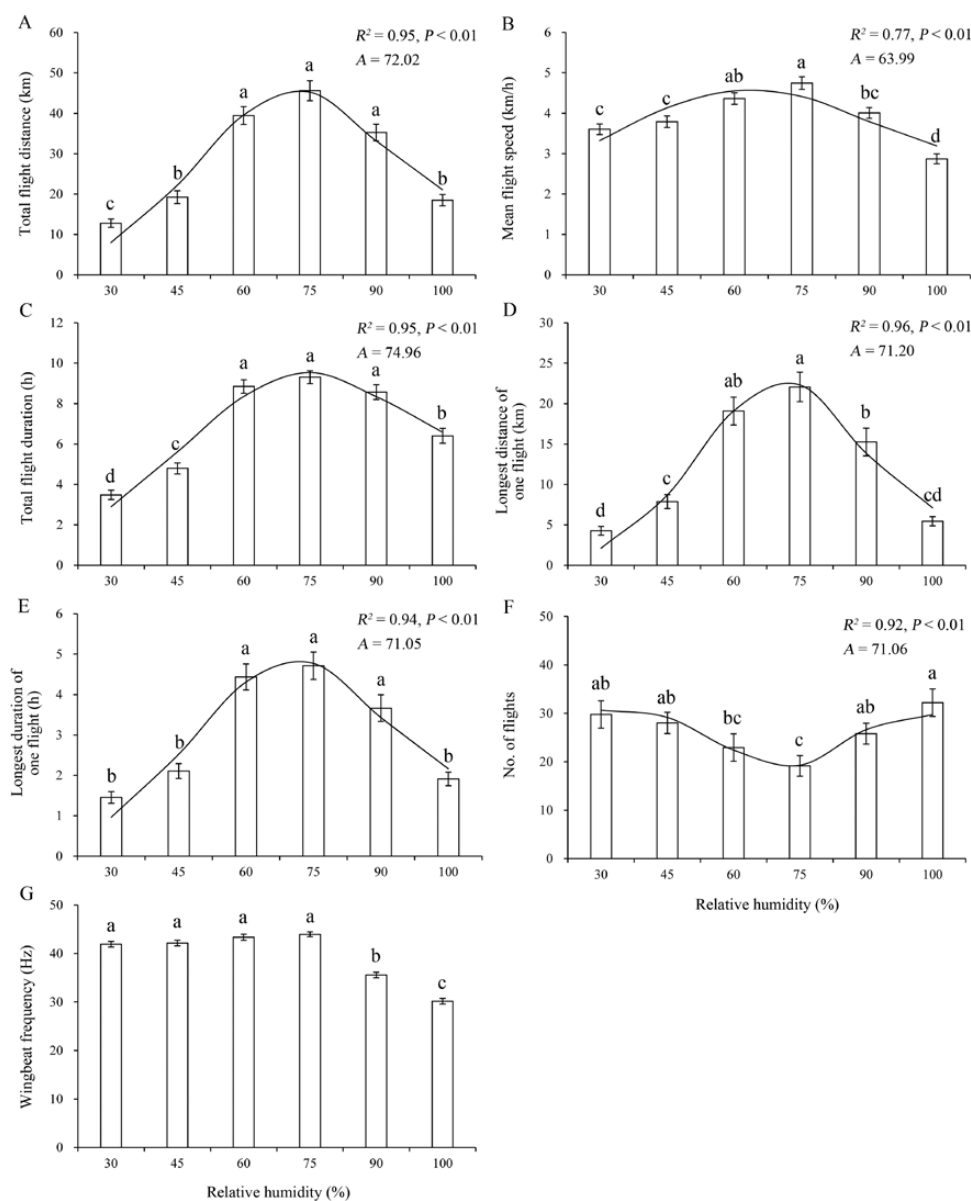 A
R² = 0.95, P < 0.01
A = 72.02
Total flight distance (km)
60
50
40
30
20
10
0
c
b
a
a
a
b
30 45 60 75 90 100
B
R² = 0.77, P < 0.01
A = 63.99
Mean flight speed (km/h)
6
5
4
3
2
1
0
c
c
ab
a
bc
d
30 45 60 75 90 100
C
R² = 0.95, P < 0.01
A = 74.96
Total flight duration (h)
12
10
8
6
4
2
0
d
c
a
a
a
b
30 45 60 75 90 100
D
R² = 0.96, P < 0.01
A = 71.20
Longest distance of
one flight (km)
30
25
20
15
10
5
0
d
c
ab
a
b
cd
30 45 60 75 90 100
E
R² = 0.94, P < 0.01
A = 71.05
Longest duration of
one flight (h)
6
5
4
3
2
1
0
b
b
a
a
a
b
30 45 60 75 90 100
F
R² = 0.92, P < 0.01
A = 71.06
No. of flights
50
40
30
20
10
0
ab
ab
bc
c
ab
a
30 45 60 75 90 100
Relative humidity (%)
G
Wingbeat frequency (Hz)
50
40
30
20
10
0
a
a
a
a
b
c
30 45 60 75 90 100
Relative humidity (%)